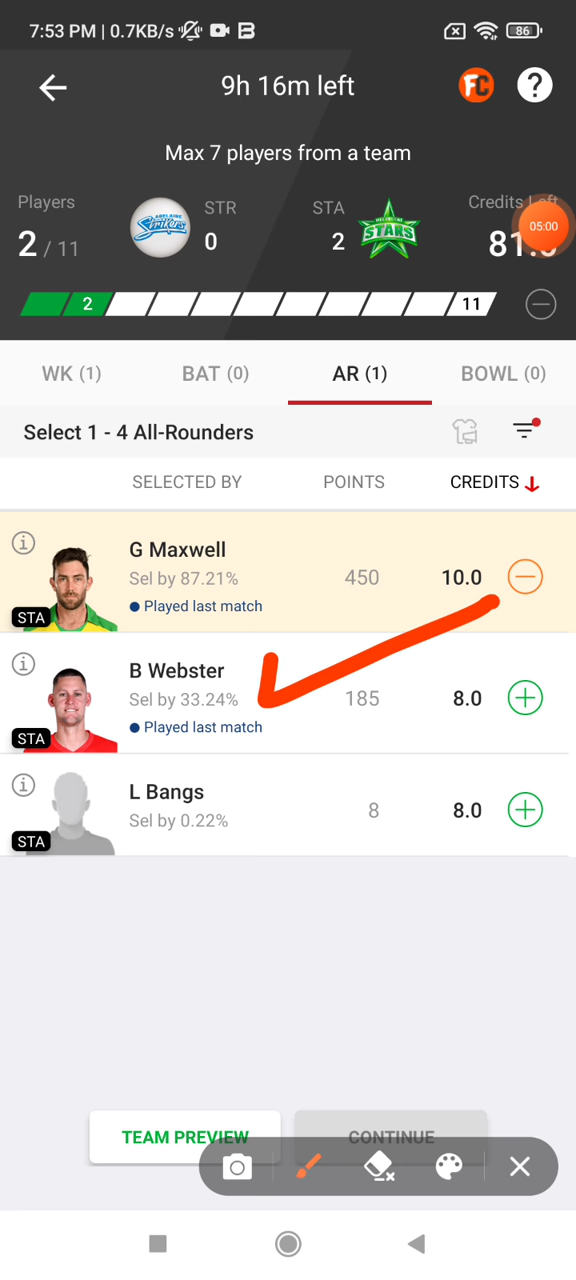 7:53 PM | 0.7KB/s
86
9h 16m left
FC
?
Max 7 players from a team
Players
STR
STA
Credits Left
2 / 11
ADELAIDE
Strikers
0
2
STARS
05:00
2
11
WK (1)
BAT (0)
AR (1)
BOWL (0)
Select 1 - 4 All-Rounders
SELECTED BY
POINTS
CREDITS
G Maxwell
Sel by 87.21%
450
10.0
Played last match
STA
B Webster
Sel by 33.24%
185
8.0
Played last match
STA
L Bangs
Sel by 0.22%
8
8.0
STA
TEAM PREVIEW
CONTINUE